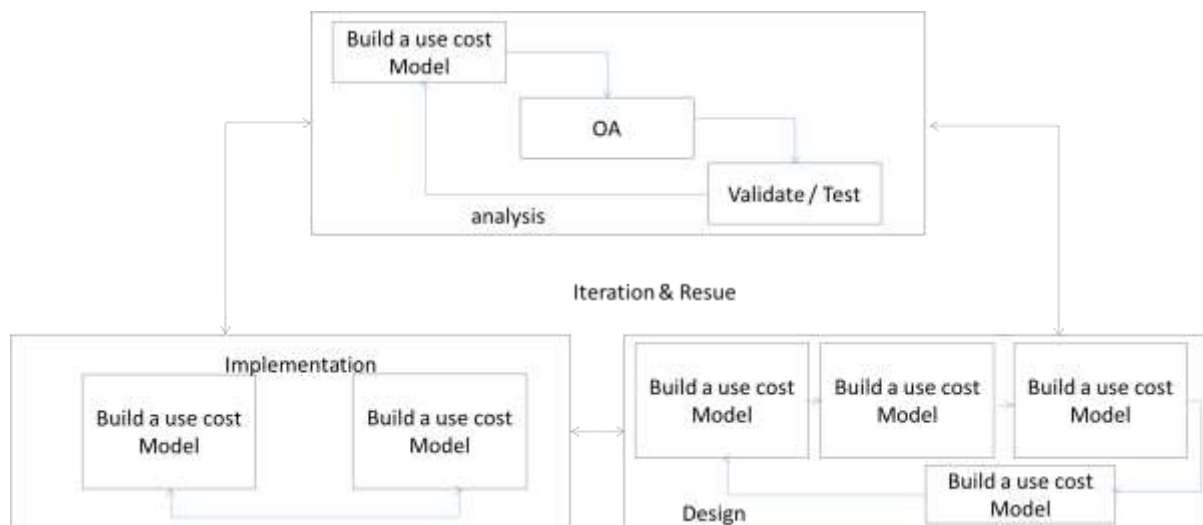 Build a use cost
Model
OA
Validate / Test
analysis
Iteration & Resue
Implementation
Build a use cost
Model
Build a use cost
Model
Build a use cost
Model
Build a use cost
Model
Build a use cost
Model
Build a use cost
Model
Design